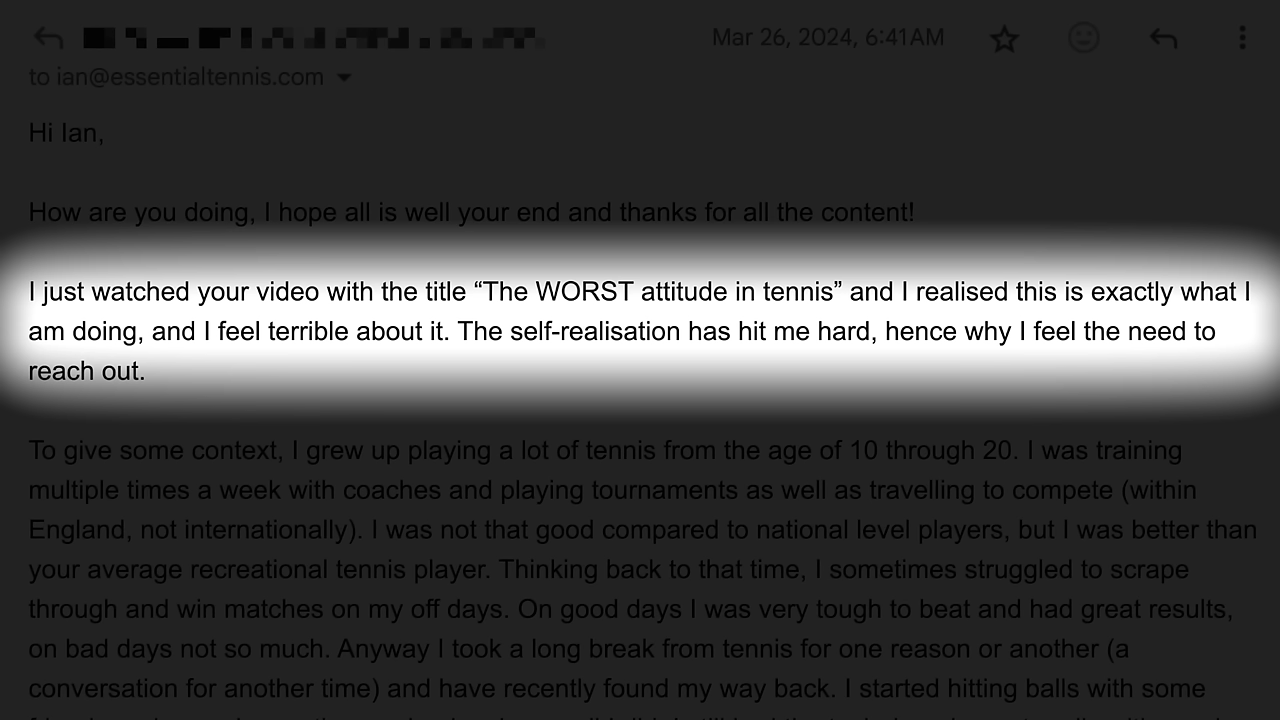 Mar 26, 2024, 6:41AM
to ian@essentialtennis.com
Hi Ian,
How are you doing, I hope all is well your end and thanks for all the content!
I just watched your video with the title “The WORST attitude in tennis” and I realised this is exactly what I
am doing, and I feel terrible about it. The self-realisation has hit me hard, hence why I feel the need to
reach out.
To give some context, I grew up playing a lot of tennis from the age of 10 through 20. I was training
multiple times a week with coaches and playing tournaments as well as travelling to compete (within
England, not internationally). I was not that good compared to national level players, but I was better than
your average recreational tennis player. Thinking back to that time, I sometimes struggled to scrape
through and win matches on my off days. On good days I was very tough to beat and had great results,
on bad days not so much. Anyway I took a long break from tennis for one reason or another (a
conversation for another time) and have recently found my way back. I started hitting balls with some